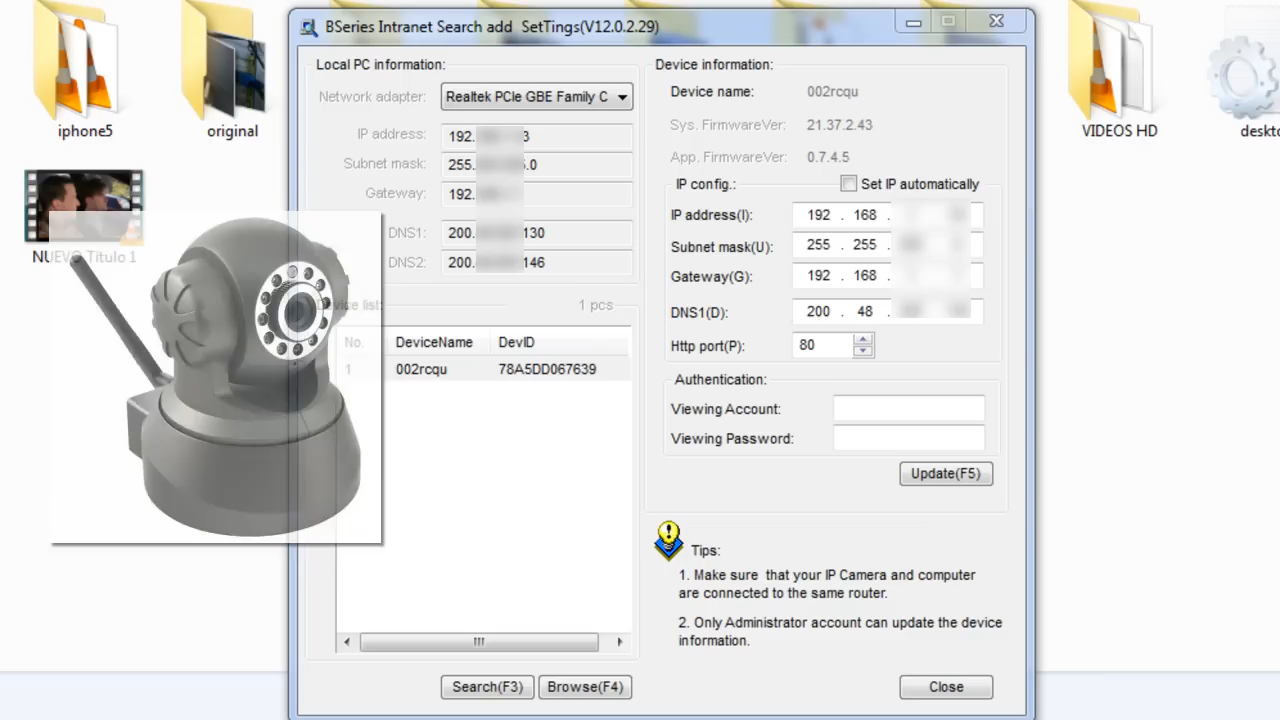 BSeries Intranet Search add SetTings(V12.0.2.29)
iphone5
original
VIDEOS HD
deskto
NUEVO Titulo 1
Local PC information:
Network adapter: Realtek PCIe GBE Family C
IP address: 192. 3
Subnet mask: 255. .0
Gateway: 192.
DNS1: 200. 130
DNS2: 200. 146
Device list: 1 pcs
No. DeviceName DevID
1 002rcqu 78A5DD067639
Search(F3) Browse(F4)
Device information:
Device name: 002rcqu
Sys. FirmwareVer: 21.37.2.43
App. FirmwareVer: 0.7.4.5
IP config.: Set IP automatically
IP address(I): 192 . 168 .
Subnet mask(U): 255 . 255 .
Gateway(G): 192 . 168 .
DNS1(D): 200 . 48 .
Http port(P): 80
Authentication:
Viewing Account:
Viewing Password:
Update(F5)
Tips:
1. Make sure that your IP Camera and computer
are connected to the same router.
2. Only Administrator account can update the device
information.
Close